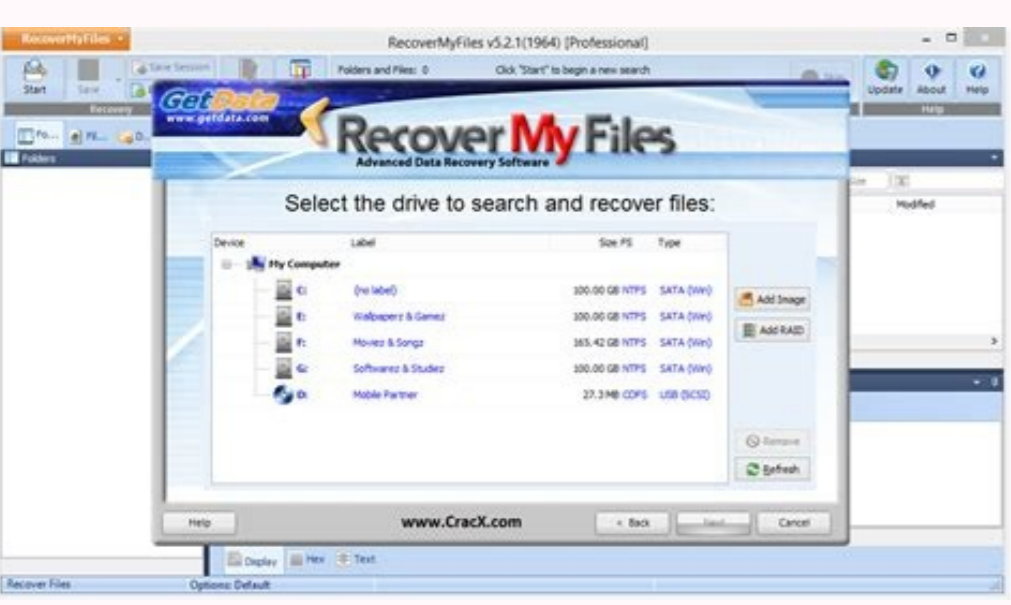 RecoverMyFiles
RecoverMyFiles v5.2.1(1964) [Professional]
Start
Save
Save Session
Folders and Files: 0
Click "Start" to begin a new search
Update
About
Help
Recovery
Help
Fo...
Fil...
D...
Folders
Modified
GetData
www.getdata.com
Recover My Files
Advanced Data Recovery Software
Select the drive to search and recover files:
Device Label Size FS Type
My Computer
C: (no label) 100.00 GB NTFS SATA (Win)
E: Wallpaperz & Gamez 100.00 GB NTFS SATA (Win)
F: Moviez & Songz 165.42 GB NTFS SATA (Win)
G: Softwarez & Studiez 100.00 GB NTFS SATA (Win)
D: Mobile Partner 27.3 MB CDFS USB (SCSI)
Add Image
Add RAID
Remove
Refresh
Help
www.CracX.com
< Back
Next
Cancel
Display
Hex
Text
Recover Files
Options: Default